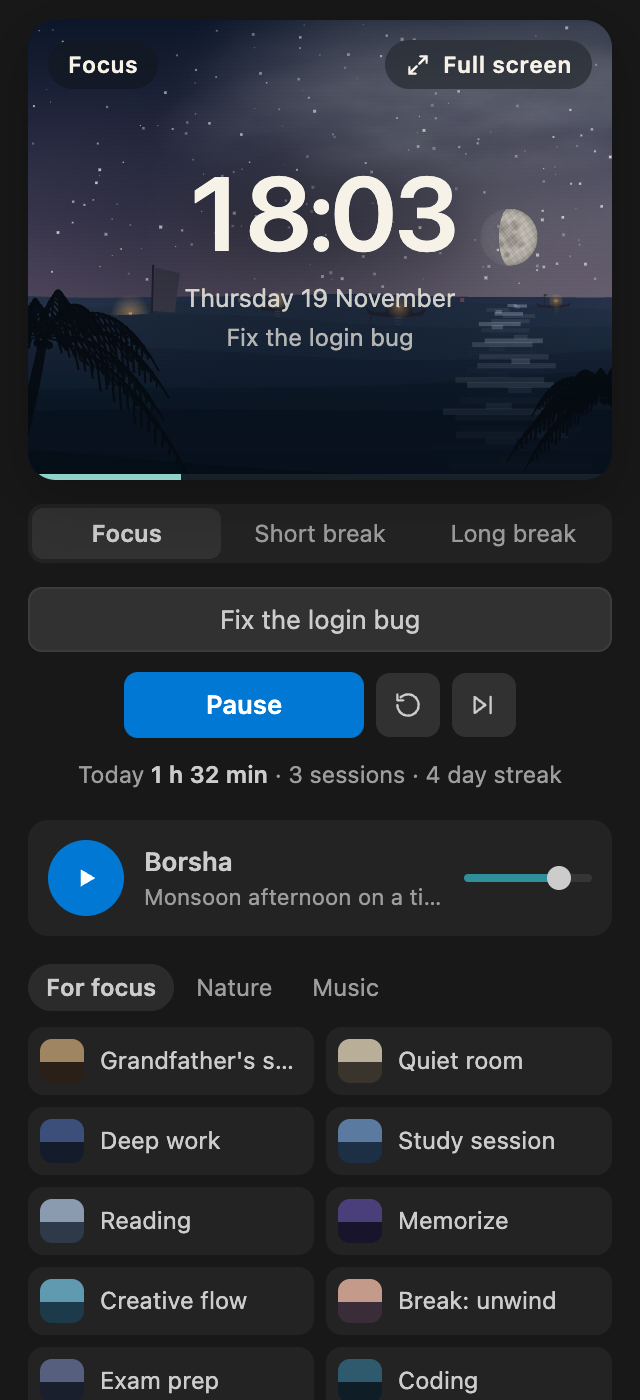 Focus
Full screen
18:03
Thursday 19 November
Fix the login bug
Focus
Short break
Long break
Fix the login bug
Pause
Today 1 h 32 min · 3 sessions · 4 day streak
Borsha
Monsoon afternoon on a ti…
For focus
Nature
Music
Grandfather's s…
Quiet room
Deep work
Study session
Reading
Memorize
Creative flow
Break: unwind
Exam prep
Coding